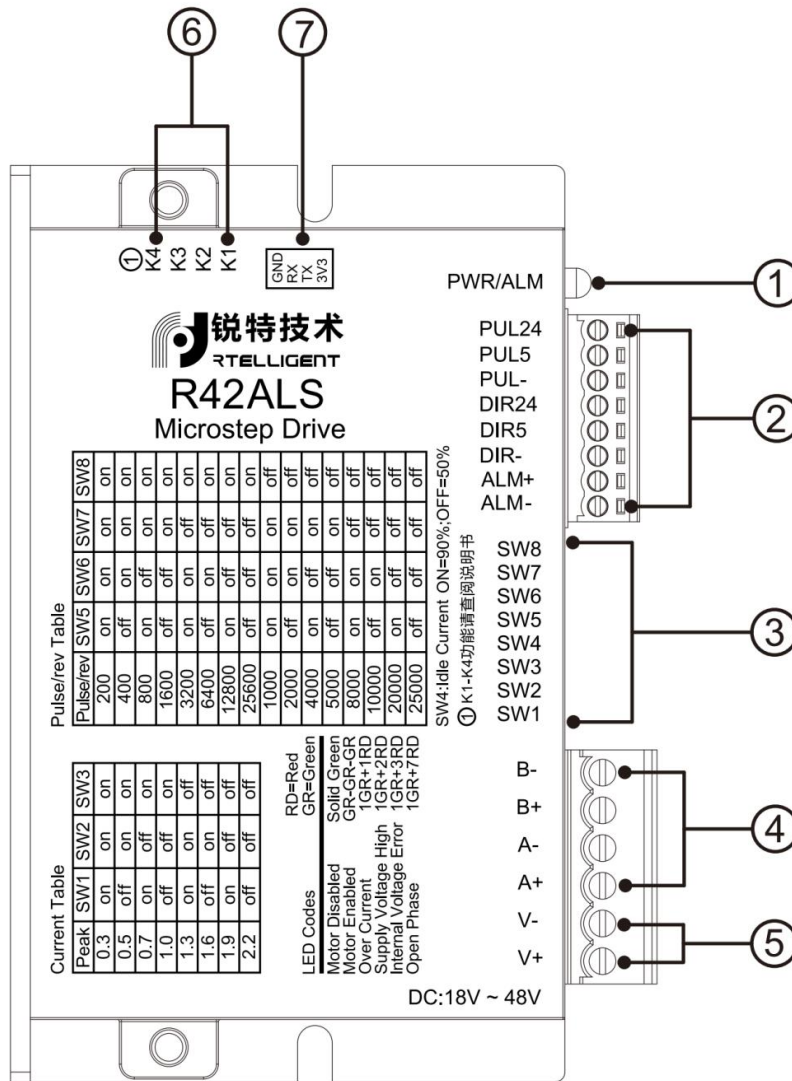 ⑥ ⑦
① K4 K3 K2 K1
GND
RX
TX
3V3
锐特技术
RTELLIGENT
R42ALS
Microstep Drive
PWR/ALM ①
PUL24
PUL5
PUL-
DIR24
DIR5
DIR-
ALM+
ALM-
②
SW8
SW7
SW6
SW5
SW4
SW3
SW2
SW1
③
B-
B+
A-
A+
④
V-
V+
⑤
DC:18V ~ 48V
Pulse/rev Table
Pulse/rev SW5 SW6 SW7 SW8
200 on on on on
400 off on on on
800 on off on on
1600 off off on on
3200 on on off on
6400 off on off on
12800 on off off on
25600 off off off on
1000 on on on off
2000 off on on off
4000 on off on off
5000 off off on off
8000 on on off off
10000 off on off off
20000 on off off off
25000 off off off off
SW4:Idle Current ON=90%;OFF=50%
① K1-K4功能请查阅说明书
Current Table
Peak SW1 SW2 SW3
0.3 on on on
0.5 off on on
0.7 on off on
1.0 off off on
1.3 on on off
1.6 off on off
1.9 on off off
2.2 off off off
RD=Red
LED Codes GR=Green
Motor Disabled Solid Green
Motor Enabled GR-GR-GR
Over Current 1GR+1RD
Supply Voltage High 1GR+2RD
Internal Voltage Error 1GR+3RD
Open Phase 1GR+7RD